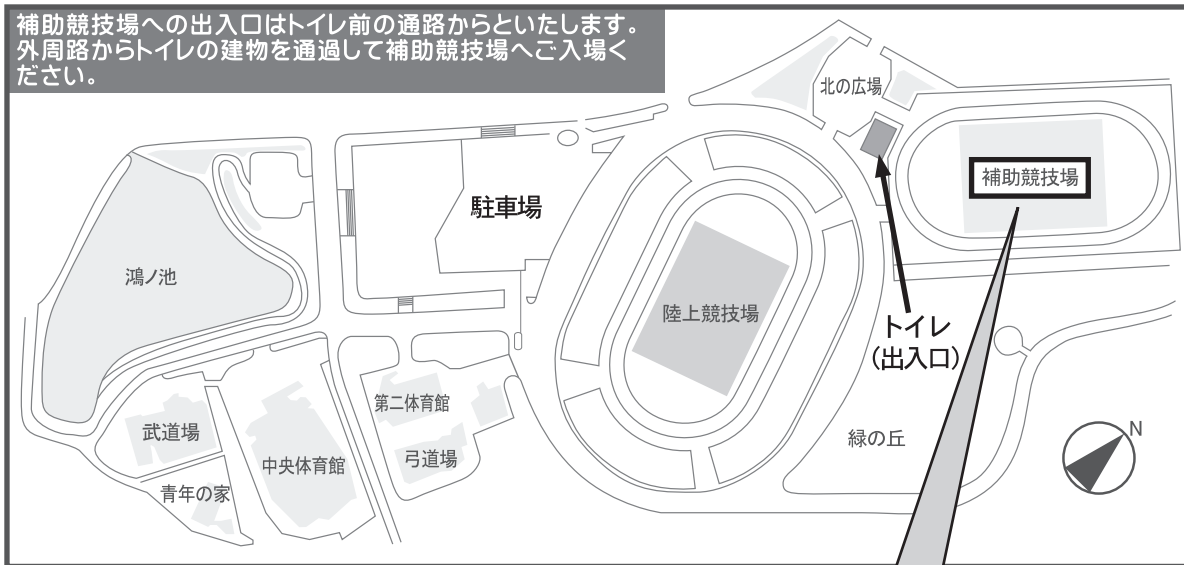 補助競技場への出入口はトイレ前の通路からといたします。
外周路からトイレの建物を通過して補助競技場へご入場く
ださい。
北の広場
補助競技場
駐車場
鴻ノ池
陸上競技場
トイレ
(出入口)
第二体育館
武道場
緑の丘
N
弓道場
中央体育館
青年の家